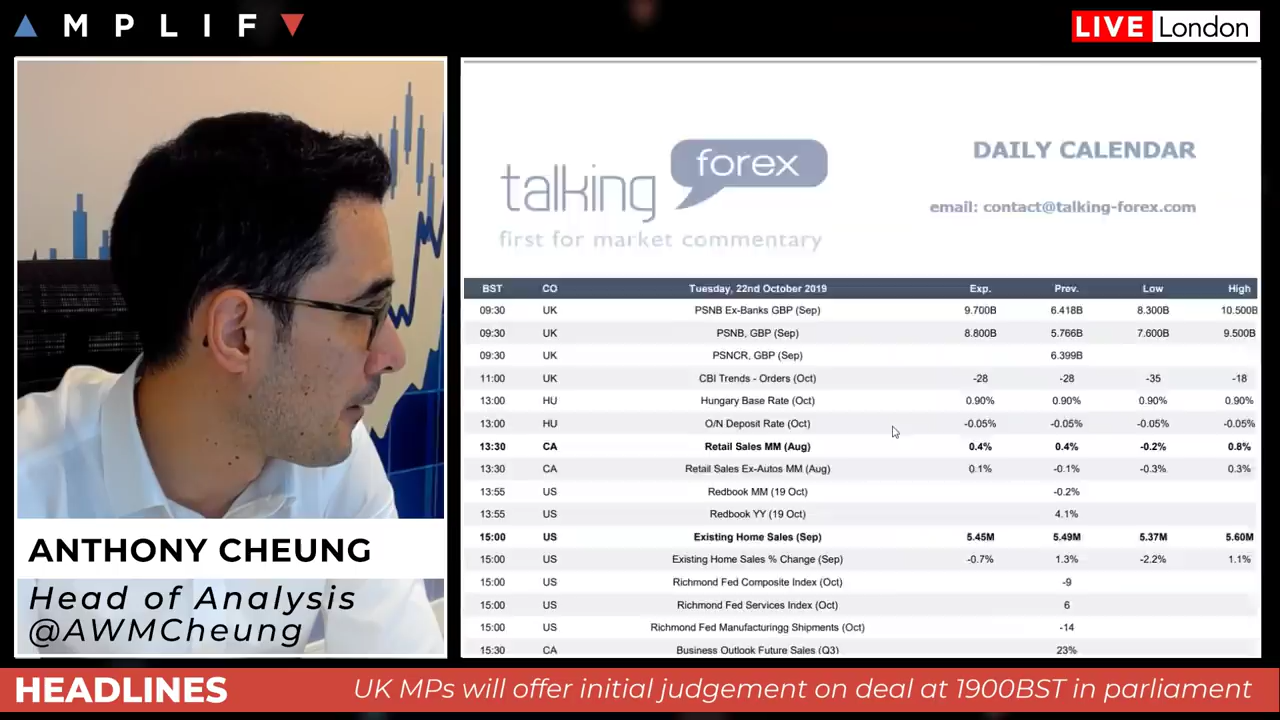 MPLIF
LIVE London
talking forex
first for market commentary
DAILY CALENDAR
email: contact@talking-forex.com
BST CO Tuesday, 22nd October 2019 Exp. Prev. Low High
09:30 UK PSNB Ex-Banks GBP (Sep) 9.700B 6.418B 8.300B 10.500B
09:30 UK PSNB, GBP (Sep) 8.800B 5.766B 7.600B 9.500B
09:30 UK PSNCR, GBP (Sep) 6.399B
11:00 UK CBI Trends - Orders (Oct) -28 -28 -35 -18
13:00 HU Hungary Base Rate (Oct) 0.90% 0.90% 0.90% 0.90%
13:00 HU O/N Deposit Rate (Oct) -0.05% -0.05% -0.05% -0.05%
13:30 CA Retail Sales MM (Aug) 0.4% 0.4% -0.2% 0.8%
13:30 CA Retail Sales Ex-Autos MM (Aug) 0.1% -0.1% -0.3% 0.3%
13:55 US Redbook MM (19 Oct) -0.2%
13:55 US Redbook YY (19 Oct) 4.1%
15:00 US Existing Home Sales (Sep) 5.45M 5.49M 5.37M 5.60M
15:00 US Existing Home Sales % Change (Sep) -0.7% 1.3% -2.2% 1.1%
15:00 US Richmond Fed Composite Index (Oct) -9
15:00 US Richmond Fed Services Index (Oct) 6
15:00 US Richmond Fed Manufacturingg Shipments (Oct) -14
15:30 CA Business Outlook Future Sales (Q3) 23%
ANTHONY CHEUNG
Head of Analysis
@AWMCheung
HEADLINES UK MPs will offer initial judgement on deal at 1900BST in parliament